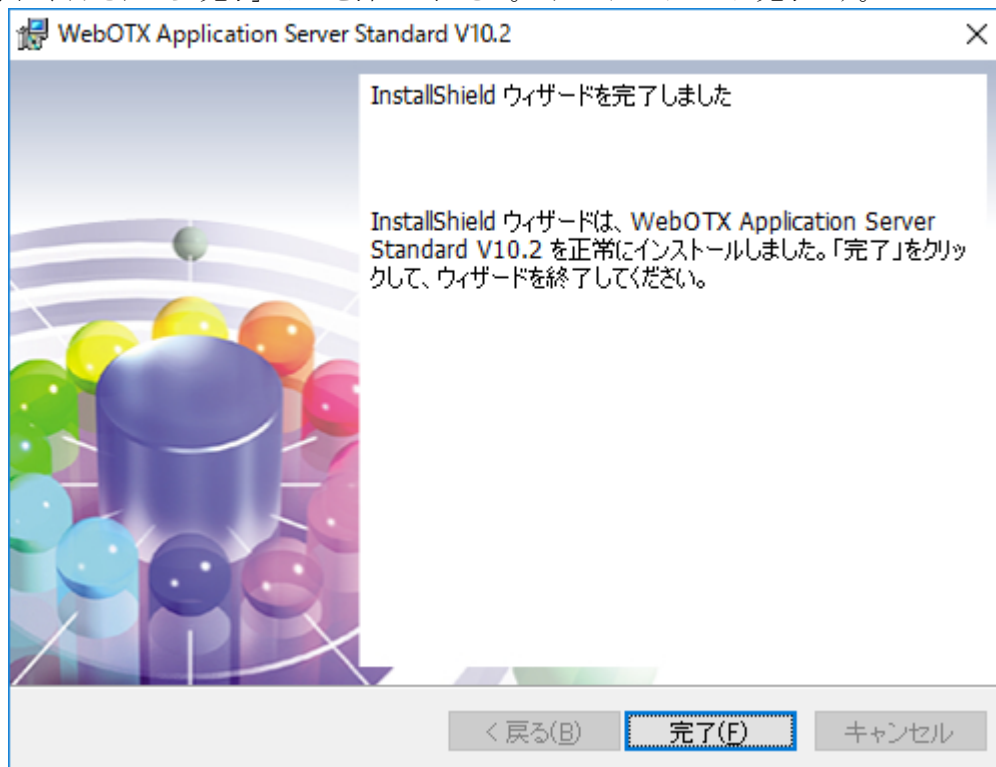 WebOTX Application Server Standard V10.2
InstallShield ウィザードを完了しました
InstallShield ウィザードは、WebOTX Application Server
Standard V10.2 を正常にインストールしました。「完了」をクリッ
クして、ウィザードを終了してください。
< 戻る(B)
完了(F)
キャンセル